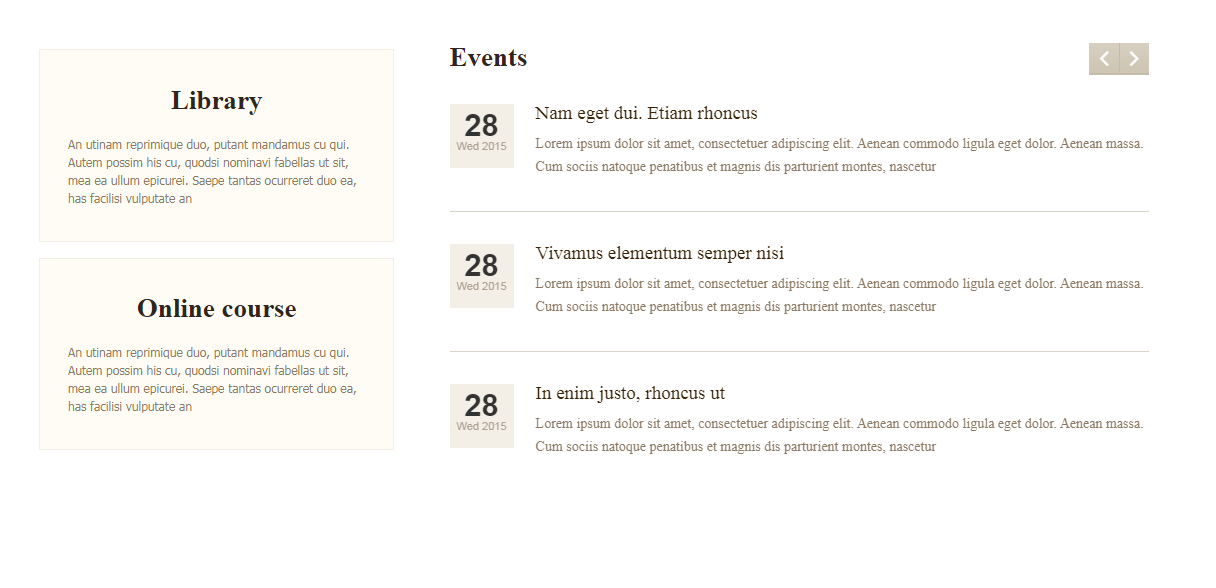 Library
An utinam reprimique duo, putant mandamus cu qui.
Autem possim his cu, quodsi nominavi fabellas ut sit,
mea ea ullum epicurei. Saepe tantas ocurreret duo ea,
has facilisi vulputate an
Online course
An utinam reprimique duo, putant mandamus cu qui.
Autem possim his cu, quodsi nominavi fabellas ut sit,
mea ea ullum epicurei. Saepe tantas ocurreret duo ea,
has facilisi vulputate an
Events
28
Wed 2015
Nam eget dui. Etiam rhoncus
Lorem ipsum dolor sit amet, consectetuer adipiscing elit. Aenean commodo ligula eget dolor. Aenean massa.
Cum sociis natoque penatibus et magnis dis parturient montes, nascetur
28
Wed 2015
Vivamus elementum semper nisi
Lorem ipsum dolor sit amet, consectetuer adipiscing elit. Aenean commodo ligula eget dolor. Aenean massa.
Cum sociis natoque penatibus et magnis dis parturient montes, nascetur
28
Wed 2015
In enim justo, rhoncus ut
Lorem ipsum dolor sit amet, consectetuer adipiscing elit. Aenean commodo ligula eget dolor. Aenean massa.
Cum sociis natoque penatibus et magnis dis parturient montes, nascetur